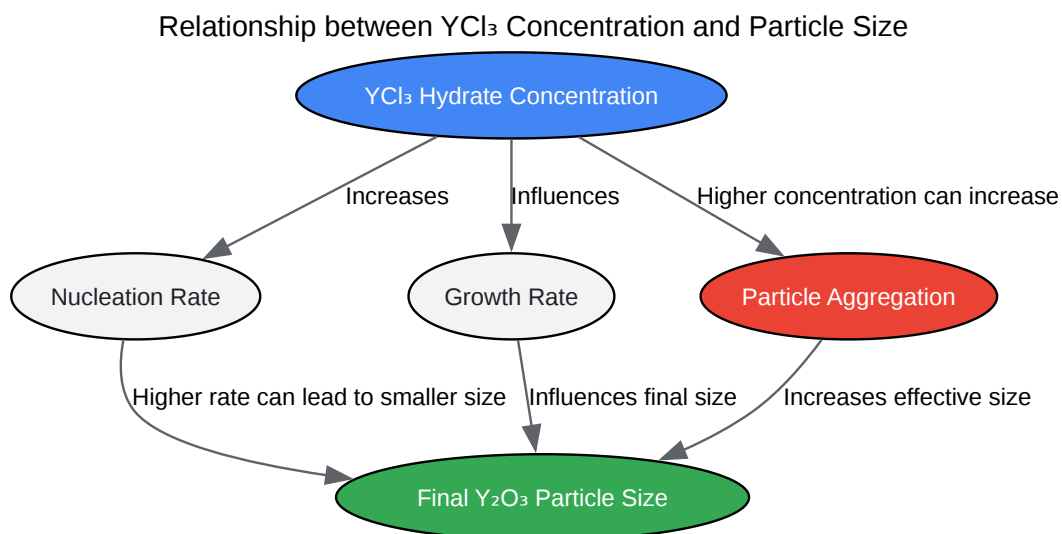 Relationship between YCl₃ Concentration and Particle Size
YCl₃ Hydrate Concentration
Increases
Influences
Higher concentration can increase
Nucleation Rate
Growth Rate
Particle Aggregation
Higher rate can lead to smaller size
Influences final size
Increases effective size
Final Y₂O₃ Particle Size